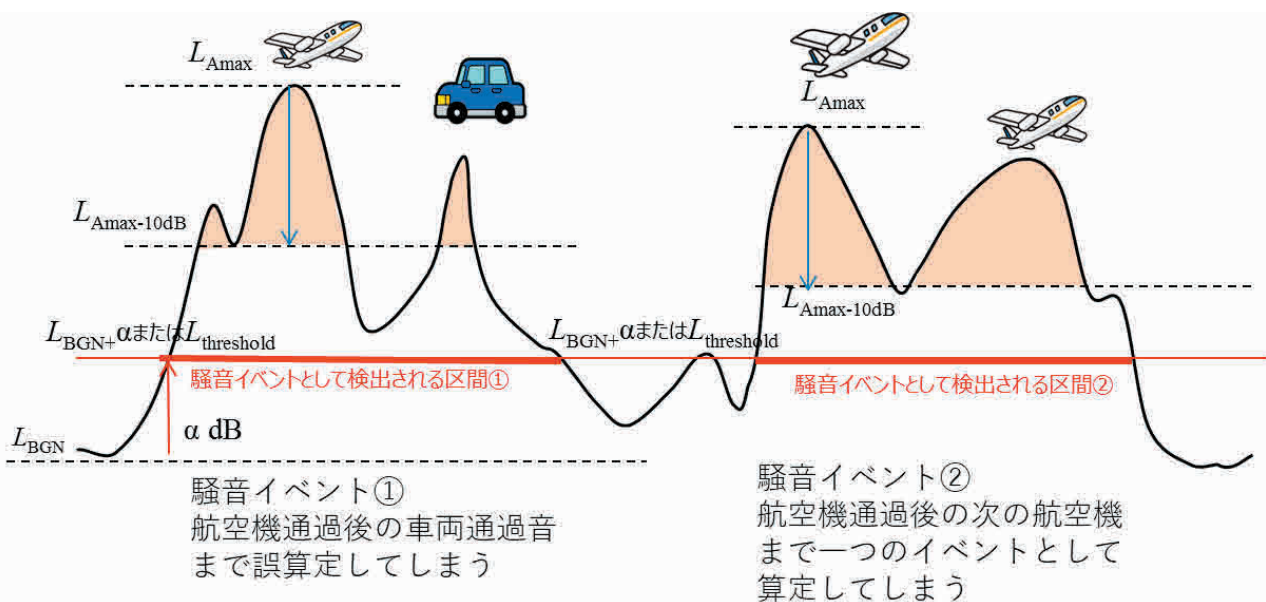 LAmax
LAmax
LAmax-10dB
LAmax-10dB
LBGN+αまたはLthreshold
LBGN+αまたはLthreshold
騒音イベントとして検出される区間①
騒音イベントとして検出される区間②
α dB
LBGN
騒音イベント①
航空機通過後の車両通過音
まで誤算定してしまう
騒音イベント②
航空機通過後の次の航空機
まで一つのイベントとして
算定してしまう